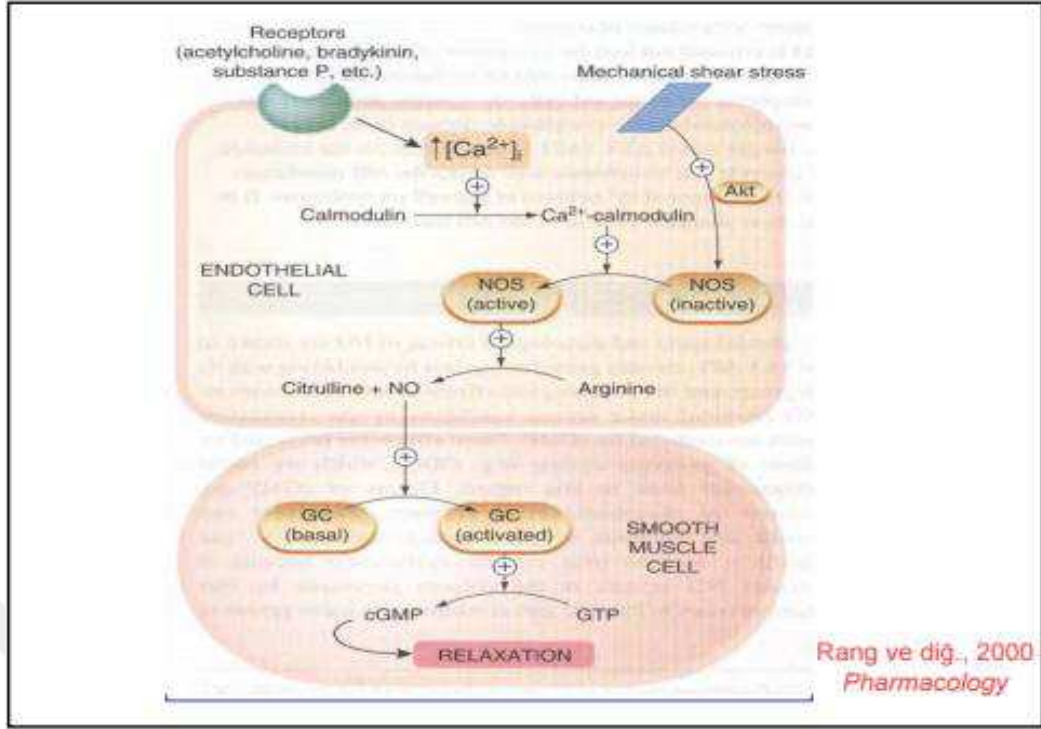 Receptors
(acetylcholine, bradykinin,
substance P, etc.)
Mechanical shear stress
↑[Ca²⁺]ᵢ
Akt
Calmodulin
Ca²⁺-calmodulin
ENDOTHELIAL
CELL
NOS
(active)
NOS
(inactive)
Citrulline + NO
Arginine
GC
(basal)
GC
(activated)
SMOOTH
MUSCLE
CELL
cGMP
GTP
RELAXATION
Rang ve diğ., 2000
Pharmacology